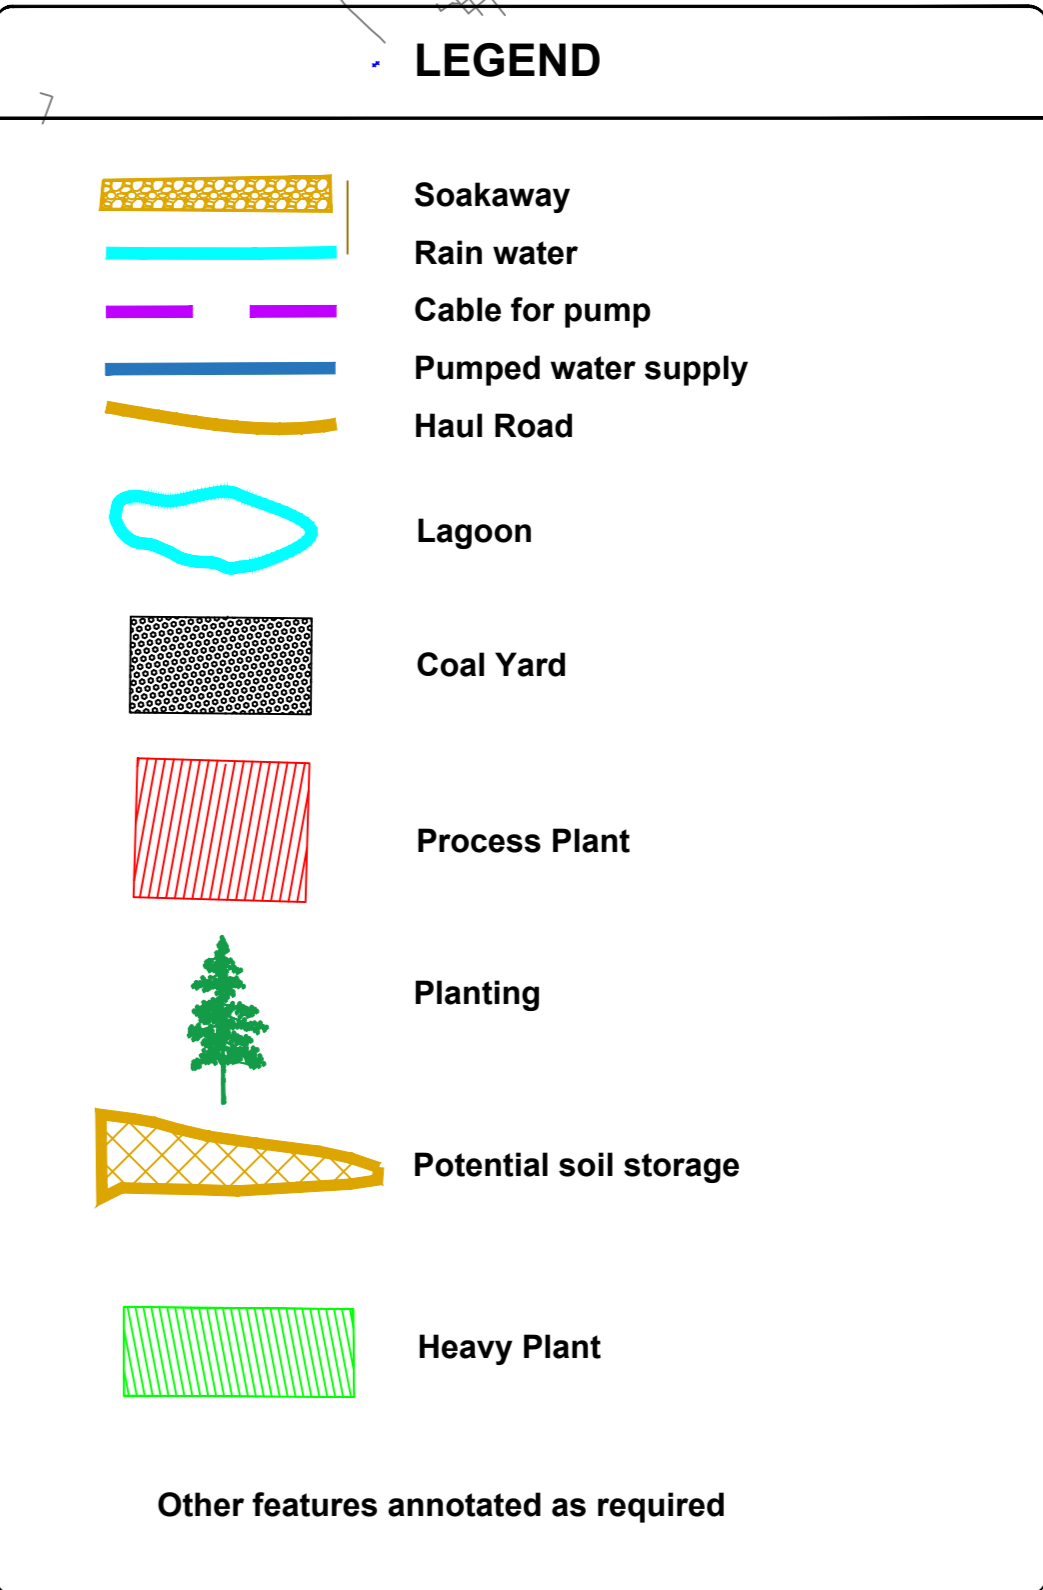 LEGEND
Soakaway
Rain water
Cable for pump
Pumped water supply
Haul Road
Lagoon
Coal Yard
Process Plant
Planting
Potential soil storage
Heavy Plant
Other features annotated as required